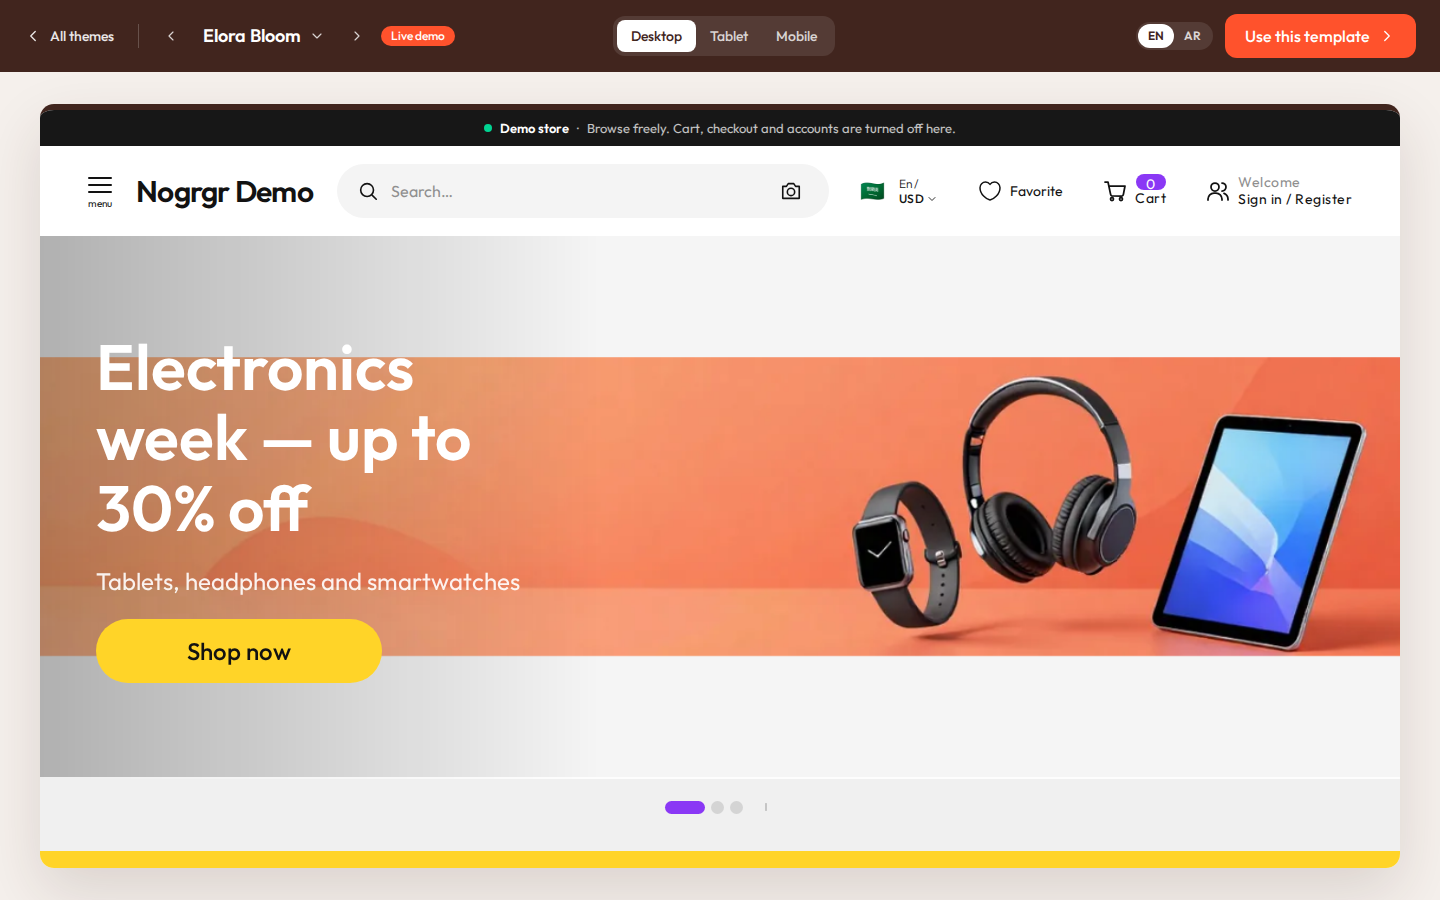 All themes
Elora Bloom
Live demo
Desktop
Tablet
Mobile
EN
AR
Use this template
Demo store · Browse freely. Cart, checkout and accounts are turned off here.
menu
Nogrgr Demo
Search...
En/
USD
Favorite
0
Cart
Welcome
Sign in / Register
Electronics
week — up to
30% off
Tablets, headphones and smartwatches
Shop now